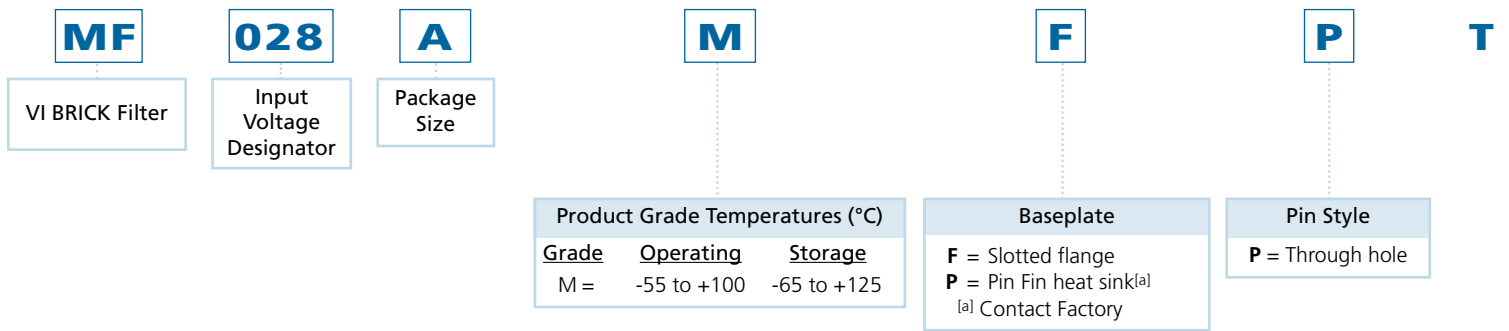 MF 028 A M F P T
VI BRICK Filter
Input
Voltage
Designator
Package
Size
Product Grade Temperatures (°C)
Grade Operating Storage
M = -55 to +100 -65 to +125
Baseplate
F = Slotted flange
P = Pin Fin heat sink[a]
[a] Contact Factory
Pin Style
P = Through hole